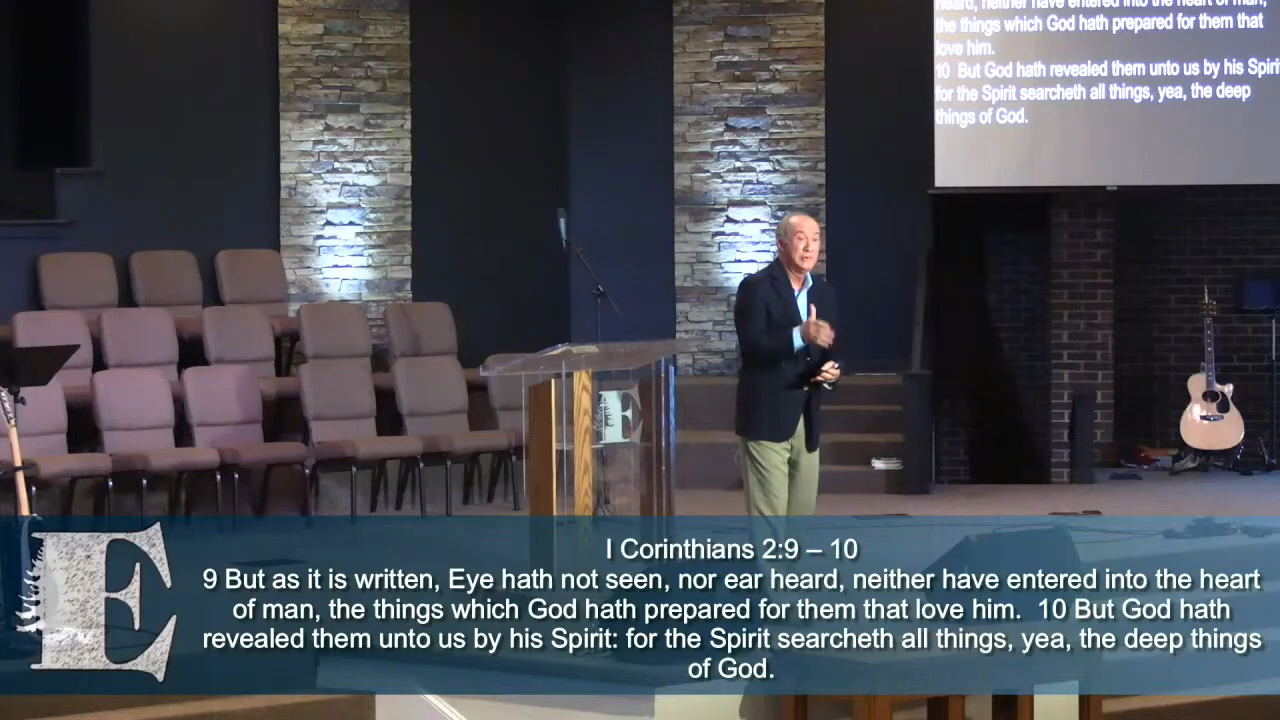 heard, neither have entered into the heart of man,
the things which God hath prepared for them that
love him.
10 But God hath revealed them unto us by his Spirit
for the Spirit searcheth all things, yea, the deep
things of God.
E
E
I Corinthians 2:9 – 10
9 But as it is written, Eye hath not seen, nor ear heard, neither have entered into the heart
of man, the things which God hath prepared for them that love him. 10 But God hath
revealed them unto us by his Spirit: for the Spirit searcheth all things, yea, the deep things
of God.